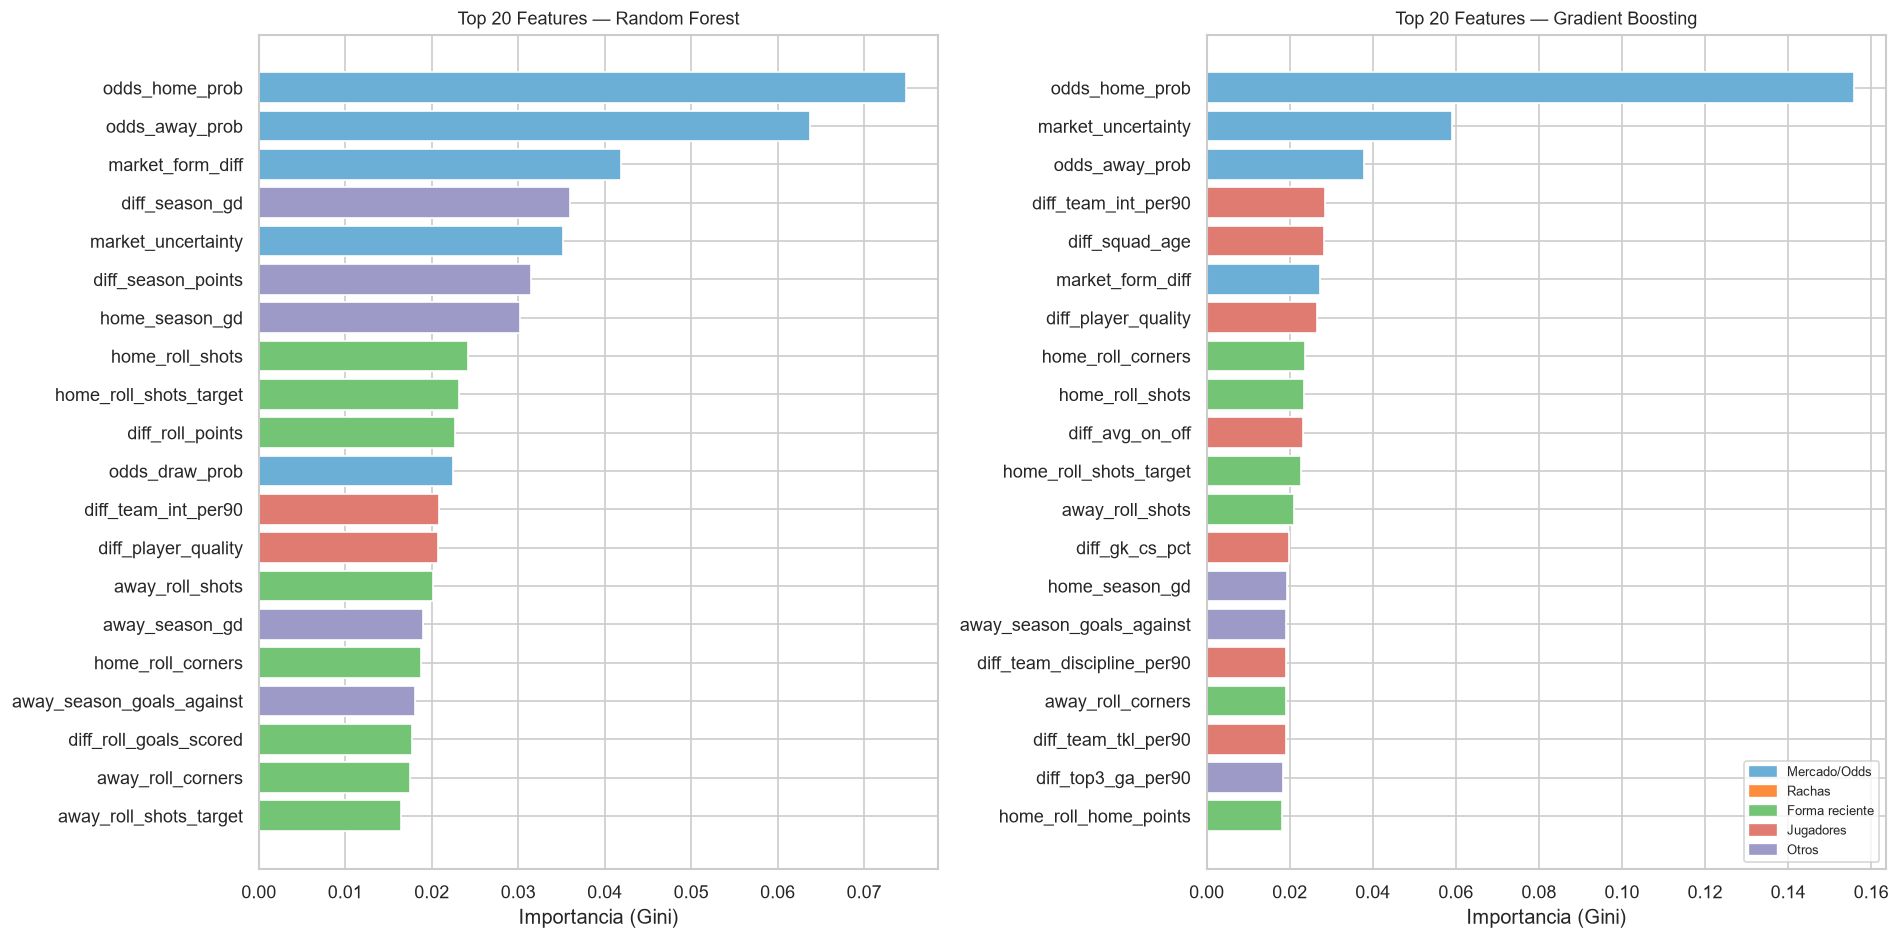 Top 20 Features — Random Forest
odds_home_prob
odds_away_prob
market_form_diff
diff_season_gd
market_uncertainty
diff_season_points
home_season_gd
home_roll_shots
home_roll_shots_target
diff_roll_points
odds_draw_prob
diff_team_int_per90
diff_player_quality
away_roll_shots
away_season_gd
home_roll_corners
away_season_goals_against
diff_roll_goals_scored
away_roll_corners
away_roll_shots_target
0.00 0.01 0.02 0.03 0.04 0.05 0.06 0.07
Importancia (Gini)
Top 20 Features — Gradient Boosting
odds_home_prob
market_uncertainty
odds_away_prob
diff_team_int_per90
diff_squad_age
market_form_diff
diff_player_quality
home_roll_corners
home_roll_shots
diff_avg_on_off
home_roll_shots_target
away_roll_shots
diff_gk_cs_pct
home_season_gd
away_season_goals_against
diff_team_discipline_per90
away_roll_corners
diff_team_tkl_per90
diff_top3_ga_per90
home_roll_home_points
0.00 0.02 0.04 0.06 0.08 0.10 0.12 0.14 0.16
Importancia (Gini)
Mercado/Odds
Rachas
Forma reciente
Jugadores
Otros